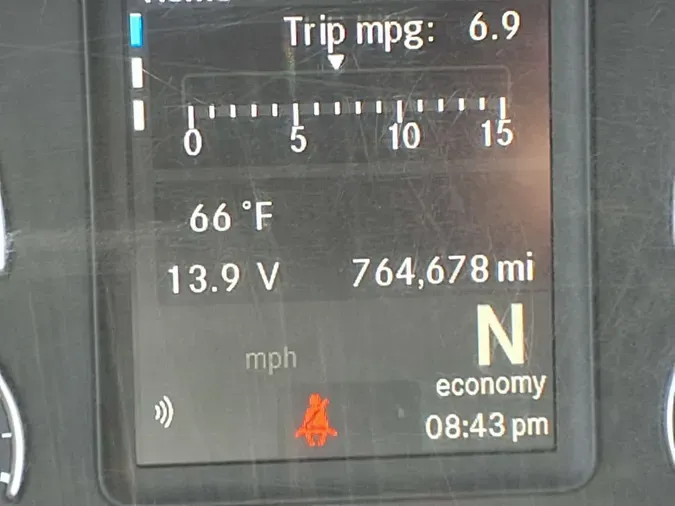 Trip mpg: 6.9
0 5 10 15
66 °F
13.9 V 764,678 mi
N
mph
economy
08:43 pm